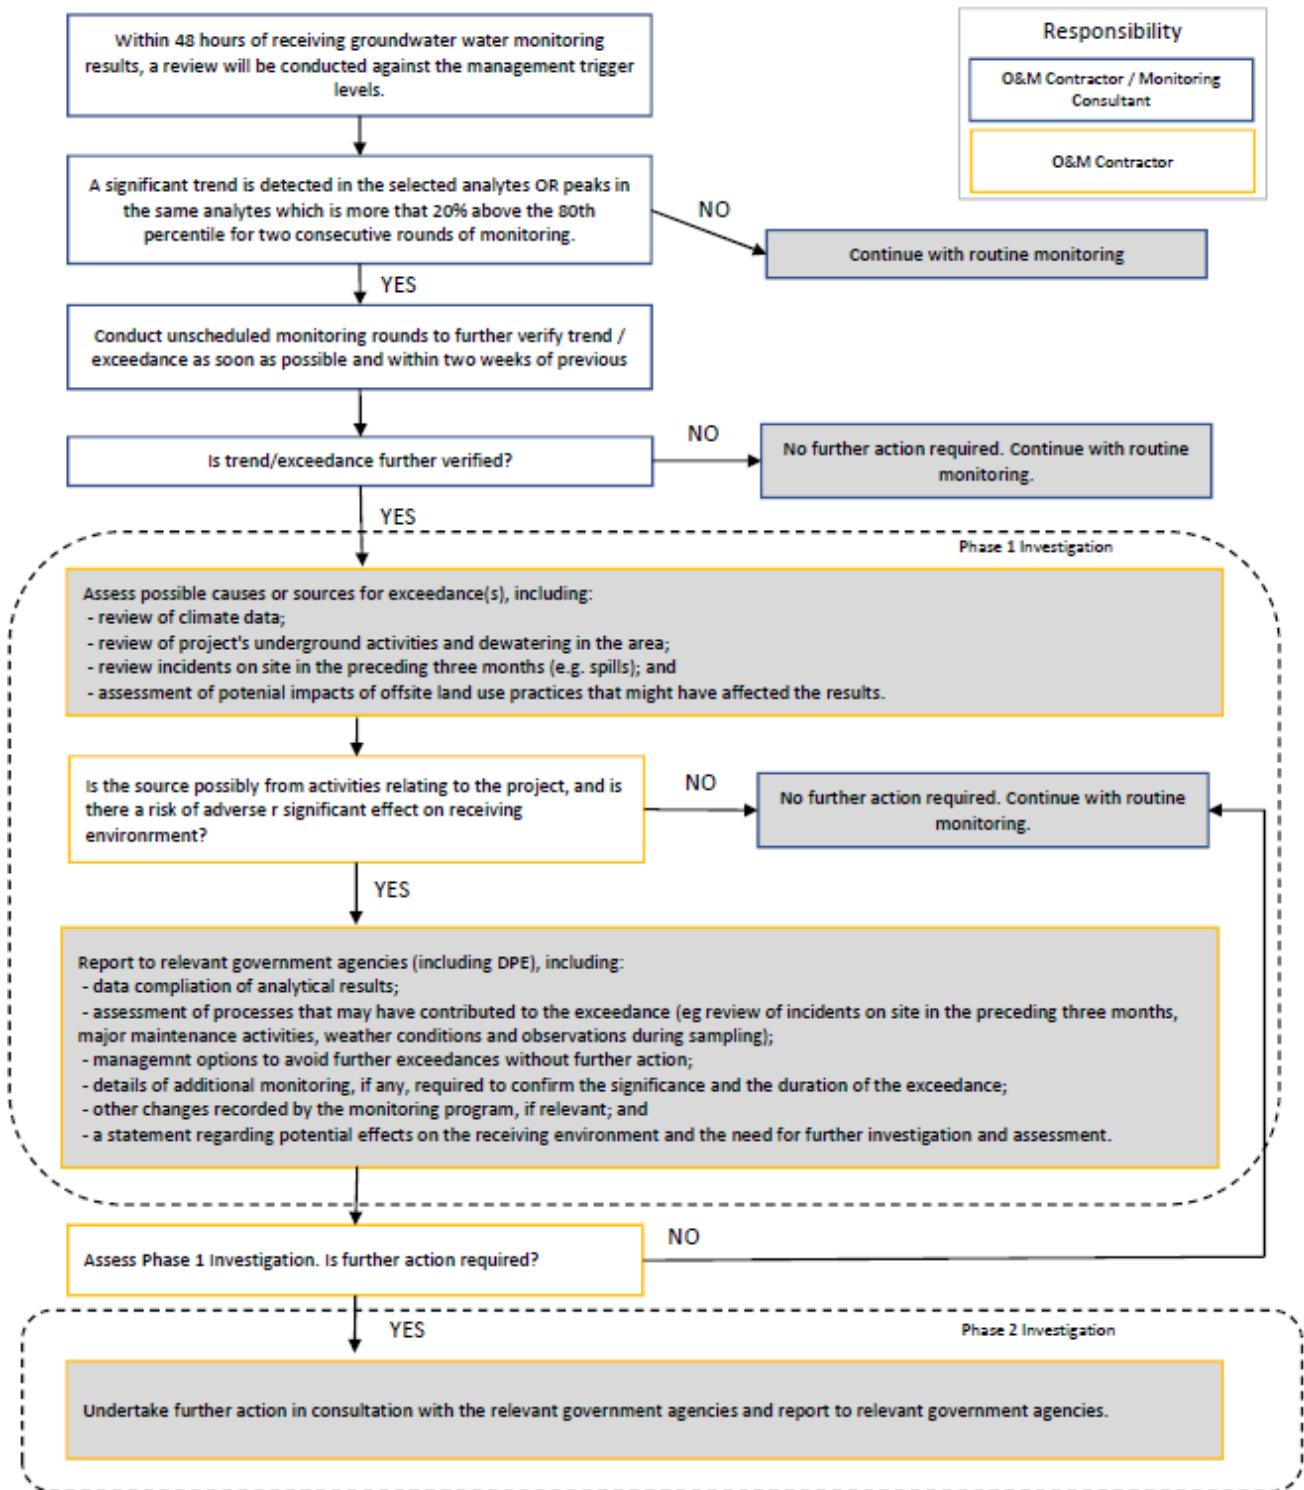 Within 48 hours of receiving groundwater water monitoring
results, a review will be conducted against the management trigger
levels.
Responsibility
O&M Contractor / Monitoring
Consultant
O&M Contractor
A significant trend is detected in the selected analytes OR peaks in
the same analytes which is more that 20% above the 80th
percentile for two consecutive rounds of monitoring.
NO
Continue with routine monitoring
YES
Conduct unscheduled monitoring rounds to further verify trend /
exceedance as soon as possible and within two weeks of previous
Is trend/exceedance further verified?
NO
No further action required. Continue with routine
monitoring.
YES
Phase 1 Investigation
Assess possible causes or sources for exceedance(s), including:
- review of climate data;
- review of project's underground activities and dewatering in the area;
- review incidents on site in the preceding three months (e.g. spills); and
- assessment of potenial impacts of offsite land use practices that might have affected the results.
Is the source possibly from activities relating to the project, and is
there a risk of adverse r significant effect on receiving
environrment?
NO
No further action required. Continue with routine
monitoring.
YES
Report to relevant government agencies (including DPE), including:
- data compliation of analytical results;
- assessment of processes that may have contributed to the exceedance (eg review of incidents on site in the preceding three months,
major maintenance activities, weather conditions and observations during sampling);
- managemnt options to avoid further exceedances without further action;
- details of additional monitoring, if any, required to confirm the significance and the duration of the exceedance;
- other changes recorded by the monitoring program, if relevant; and
- a statement regarding potential effects on the receiving environment and the need for further investigation and assessment.
Assess Phase 1 Investigation. Is further action required?
NO
YES
Phase 2 Investigation
Undertake further action in consultation with the relevant government agencies and report to relevant government agencies.